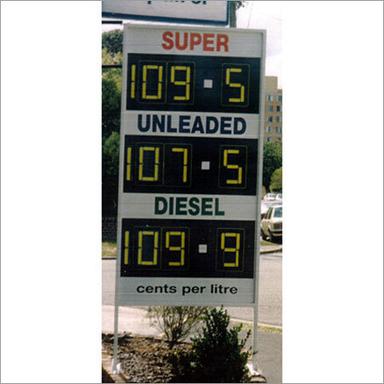 SUPER
109.5
UNLEADED
107.5
DIESEL
109.9
cents per litre